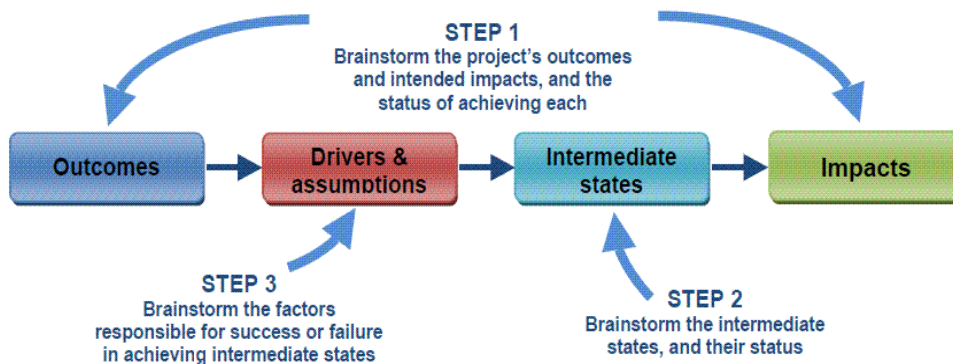 STEP 1
Brainstorm the project's outcomes
and intended impacts, and the
status of achieving each
Outcomes
Drivers &
assumptions
Intermediate
states
Impacts
STEP 3
Brainstorm the factors
responsible for success or failure
in achieving intermediate states
STEP 2
Brainstorm the intermediate
states, and their status